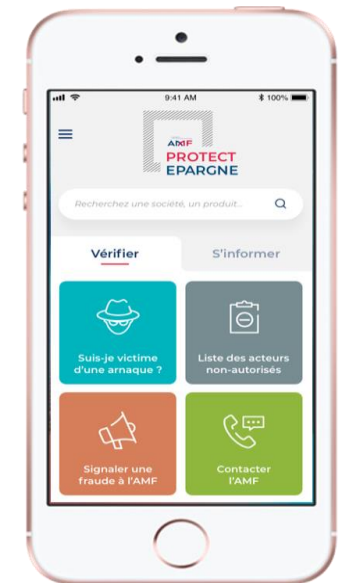 9:41 AM
100%
AMF
PROTECT
EPARGNE
Recherchez une société, un produit...
Vérifier
S'informer
Suis-je victime
d'une arnaque ?
Liste des acteurs
non-autorisés
Signaler une
fraude à l'AMF
Contacter
l'AMF